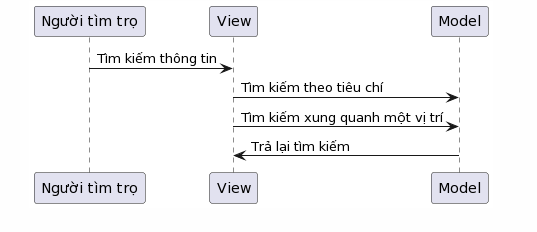 Người tìm trọ View Model
Tìm kiếm thông tin
Tìm kiếm theo tiêu chí
Tìm kiếm xung quanh một vị trí
Trả lại tìm kiếm
Người tìm trọ View Model